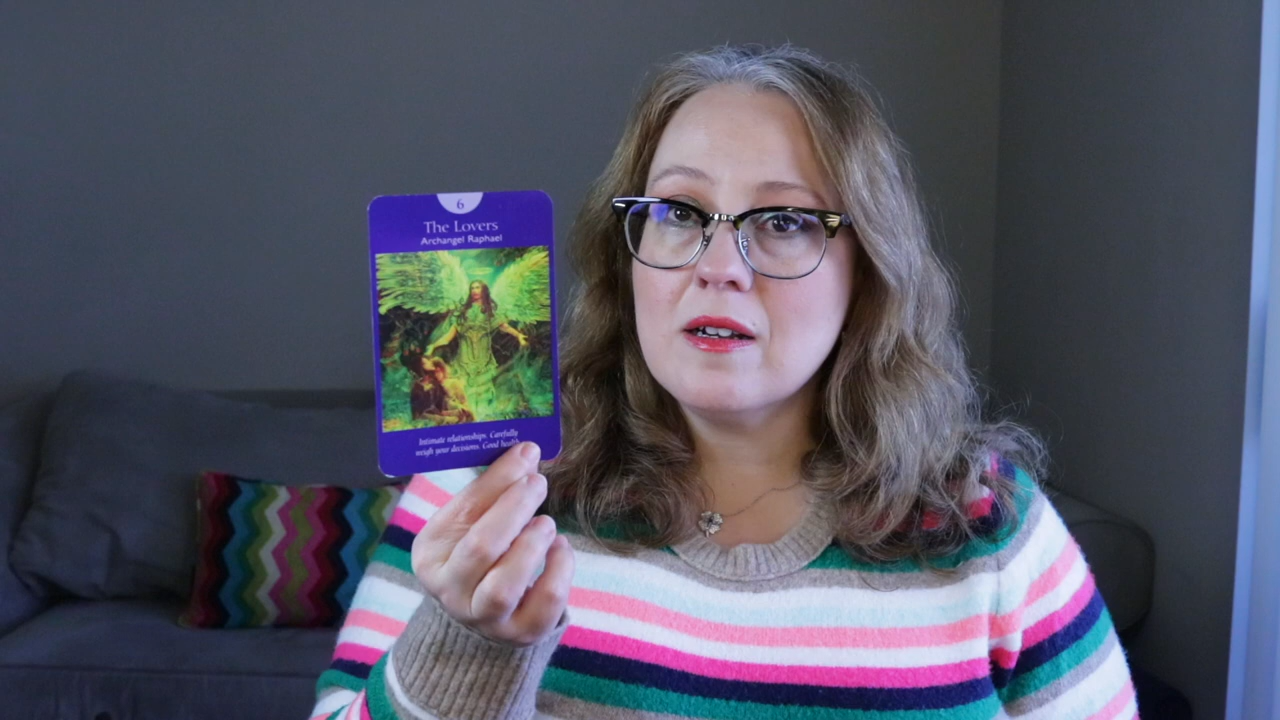 6
The Lovers
Archangel Raphael
Intimate relationships. Carefully
weigh your decisions. Good health